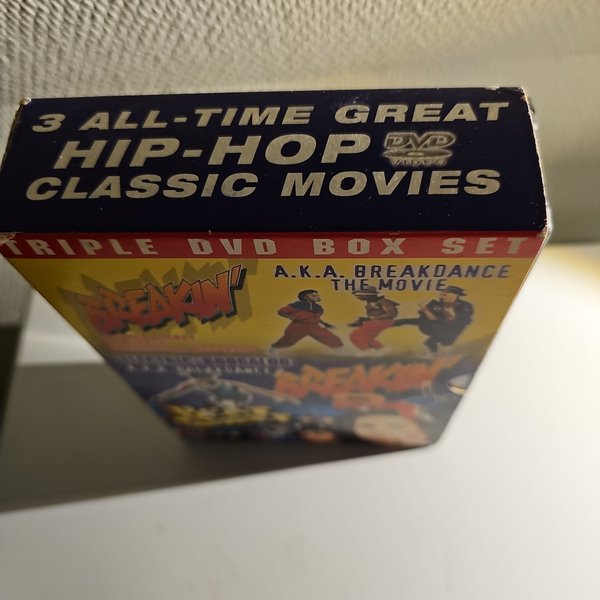 3 ALL-TIME GREAT
HIP-HOP DVD
VIDEO
CLASSIC MOVIES
TRIPLE DVD BOX SET
BREAKIN'
A.K.A. BREAKDANCE
THE MOVIE
BREAKIN'
2